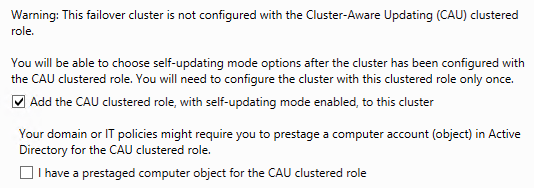 Warning: This failover cluster is not configured with the Cluster-Aware Updating (CAU) clustered
role.
You will be able to choose self-updating mode options after the cluster has been configured with
the CAU clustered role. You will need to configure the cluster with this clustered role only once.
Add the CAU clustered role, with self-updating mode enabled, to this cluster
Your domain or IT policies might require you to prestage a computer account (object) in Active
Directory for the CAU clustered role.
I have a prestaged computer object for the CAU clustered role